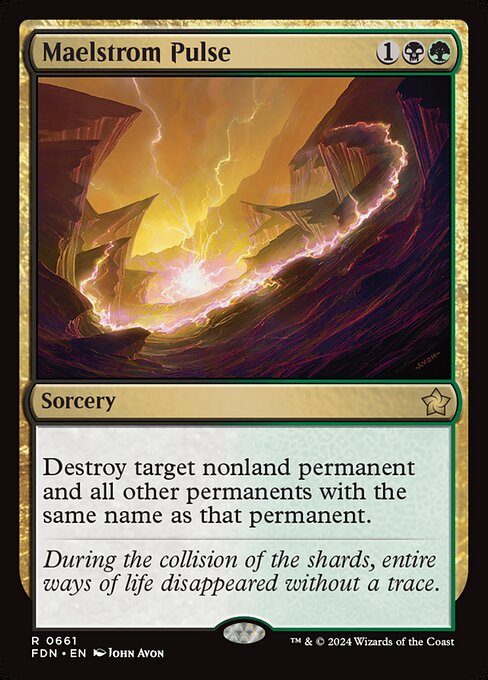 Maelstrom Pulse 1
-AVON-
Sorcery
Destroy target nonland permanent
and all other permanents with the
same name as that permanent.
During the collision of the shards, entire
ways of life disappeared without a trace.
R 0661
FDN • EN John Avon
™ & © 2024 Wizards of the Coast